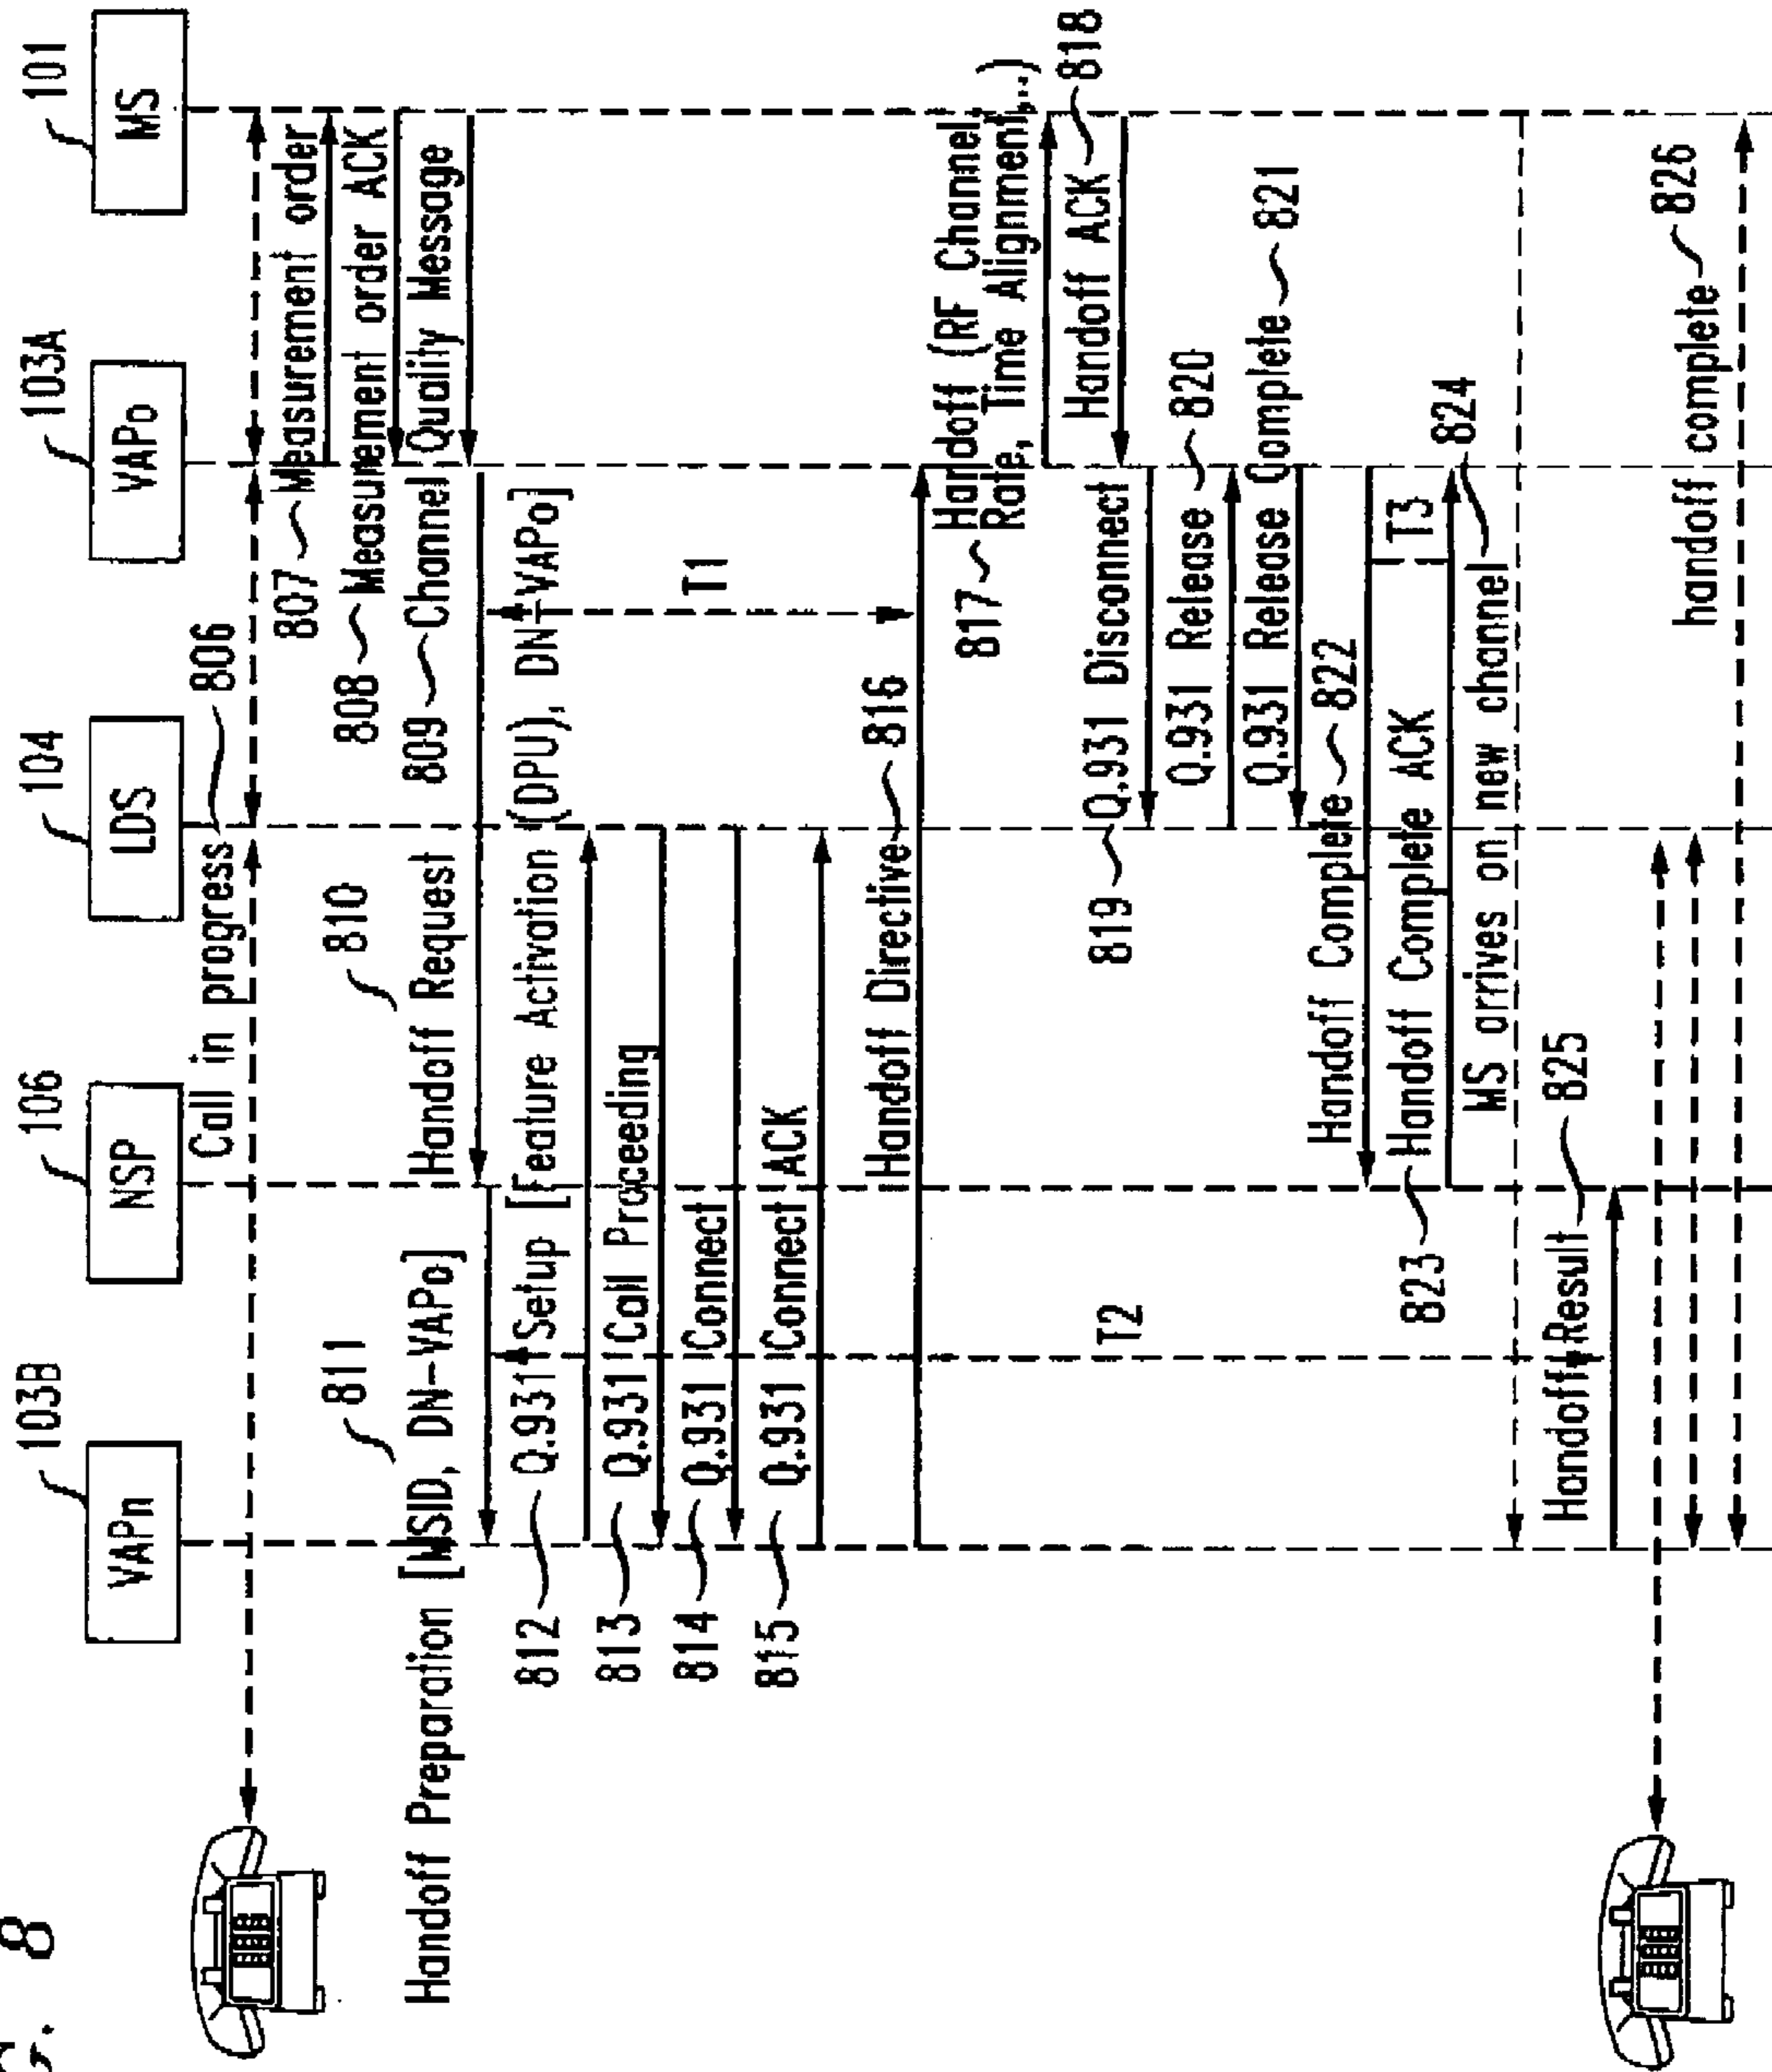 G. 8
103B
106
104
103A
101
VAPn
NSP
LDS
VAPo
MS
Call in progress 806
807 Measurement order
808 Measurement order ACK
809 Channel Quality Message
810
Handoff Request
811
Handoff Preparation [MSID, DN-VAPo]
812 Q.931 Setup [Feature Activation (DPU), DN-VAPo]
813 Q.931 Call Proceeding
814 Q.931 Connect
815 Q.931 Connect ACK
T1
Handoff Directive 816
817 Handoff (RF Channel,
Rate, Time Alignment,..)
Handoff ACK 818
819 Q.931 Disconnect
Q.931 Release 820
Q.931 Release Complete 821
T2
Handoff Complete 822
823 Handoff Complete ACK
T3
MS arrives on new channel 824
Handoff Result 825
handoff complete 826